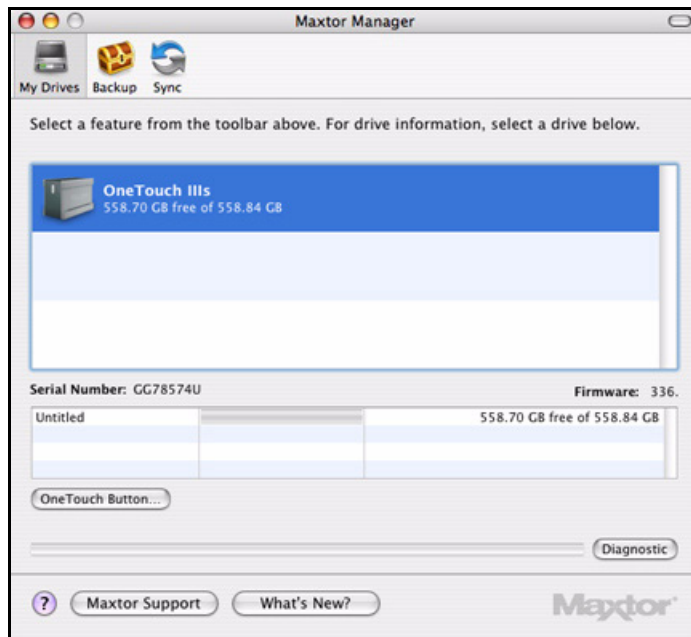 Maxtor Manager
My Drives Backup Sync
Select a feature from the toolbar above. For drive information, select a drive below.
OneTouch IIIs
558.70 GB free of 558.84 GB
Serial Number: GG78574U Firmware: 336.
Untitled 558.70 GB free of 558.84 GB
OneTouch Button...
Diagnostic
? Maxtor Support What's New? Maxtor